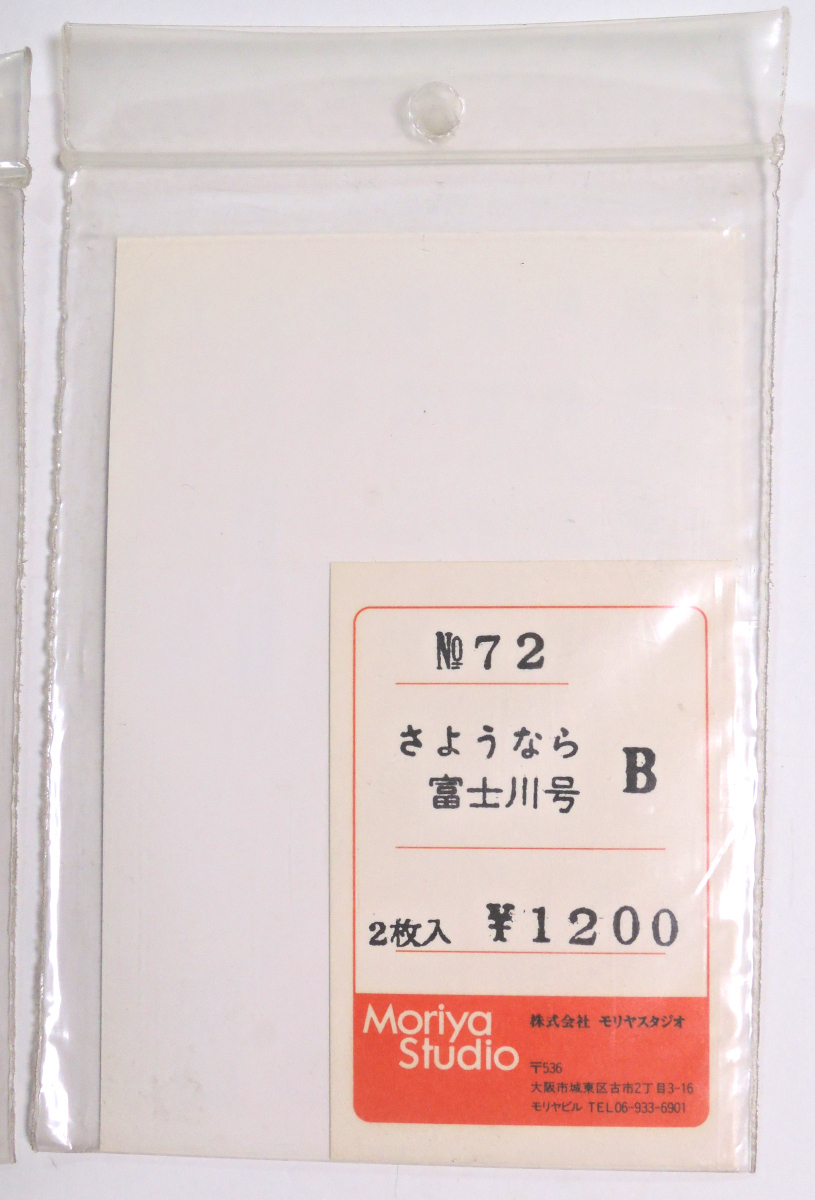 №72
さようなら
富士川号
B
2枚入 ¥1200
Moriya
Studio
株式会社 モリヤスタジオ
〒536
大阪市城東区古市2丁目3-16
モリヤビル TEL06-933-6901